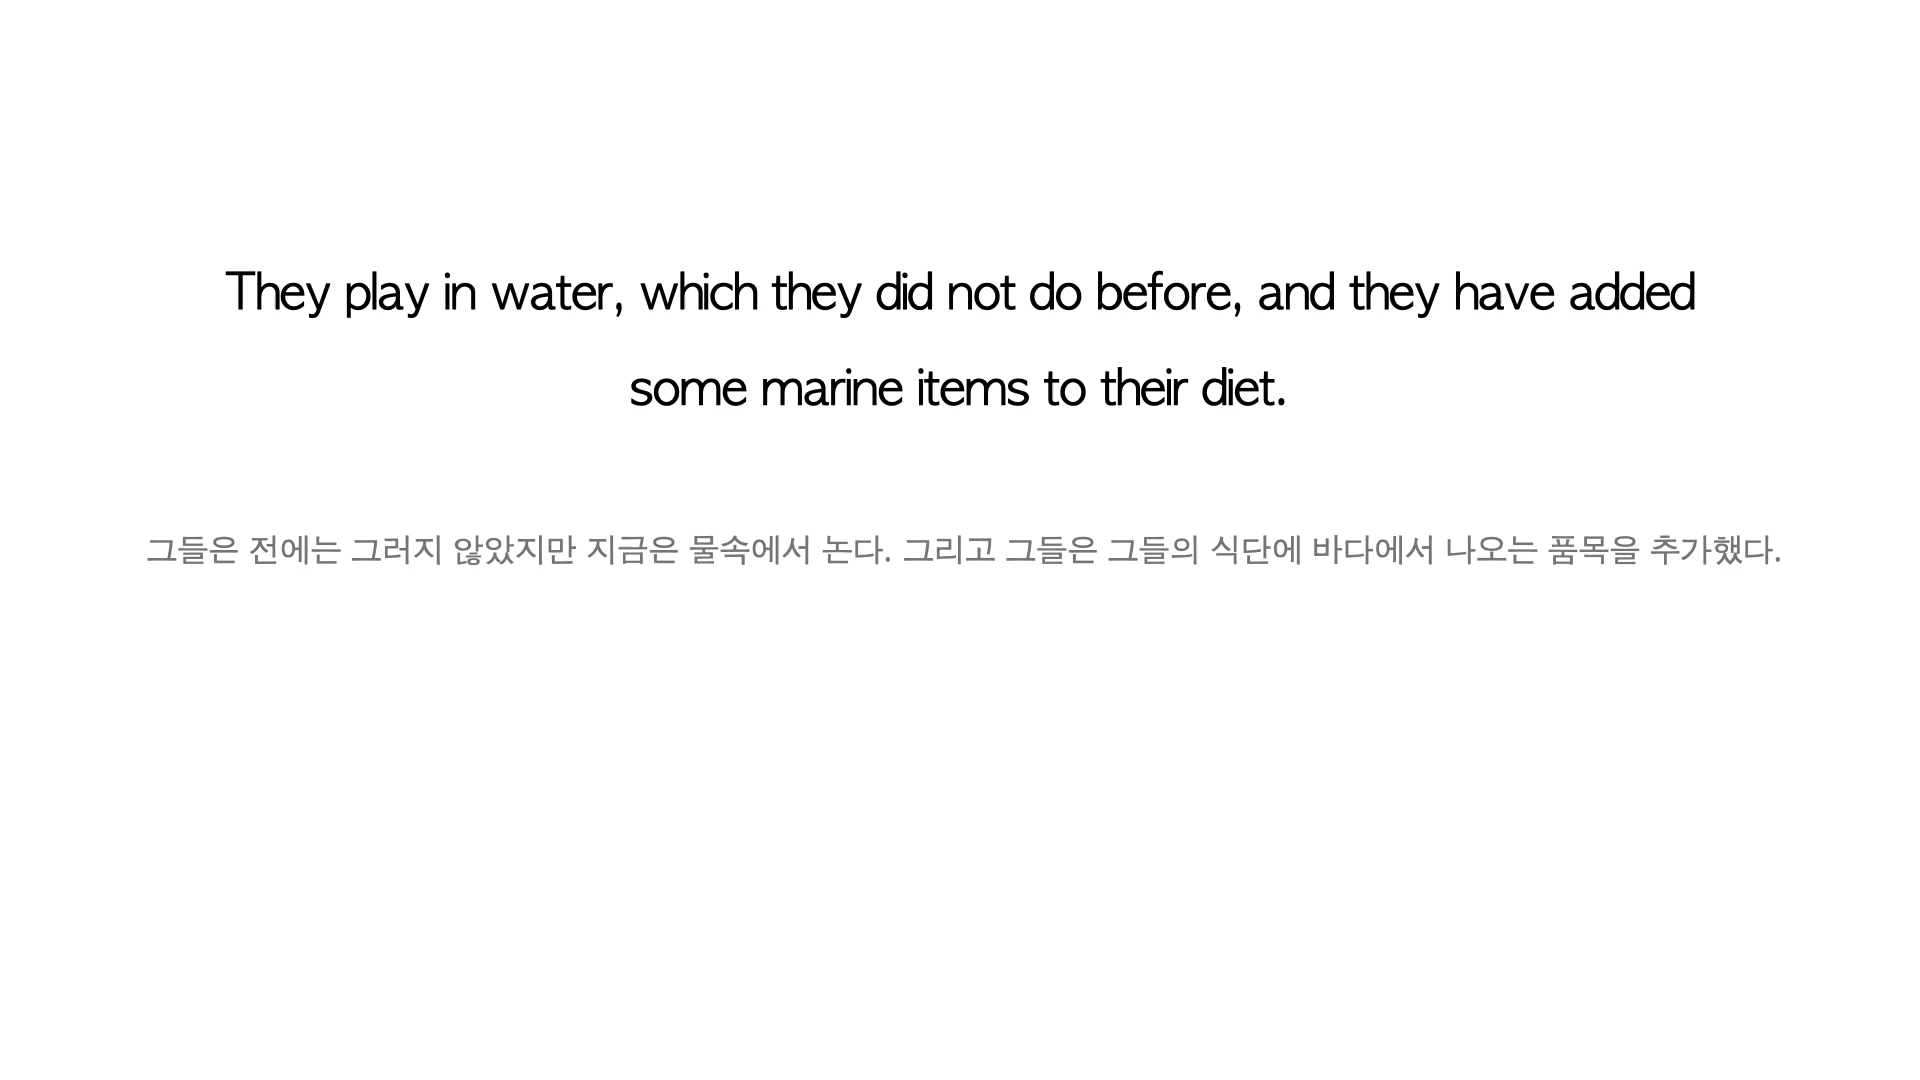 They play in water, which they did not do before, and they have added
some marine items to their diet.
그들은 전에는 그러지 않았지만 지금은 물속에서 논다. 그리고 그들은 그들의 식단에 바다에서 나오는 품목을 추가했다.